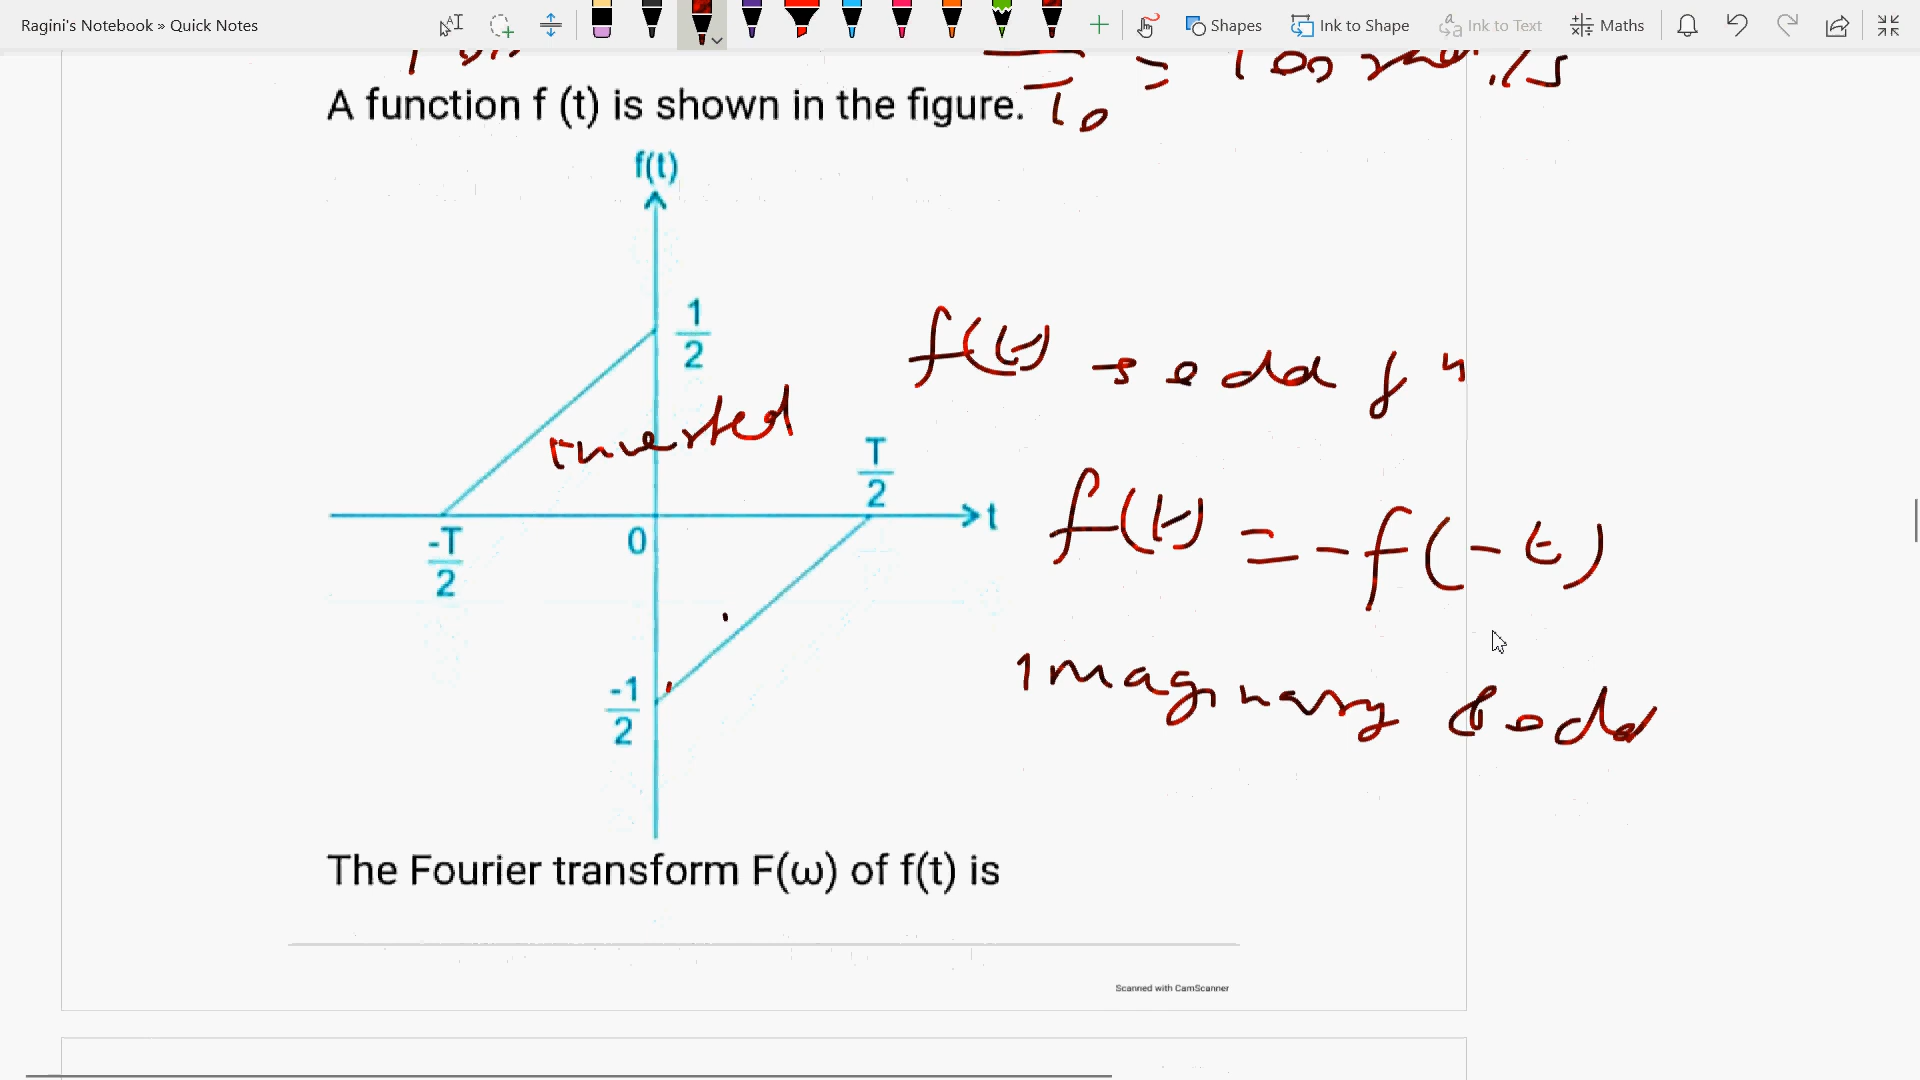 Ragini's Notebook » Quick Notes
Shapes
Ink to Shape
Ink to Text
Maths
= 100 rad/s
A function f (t) is shown in the figure.
f(t)
1
2
f(t) → odd fn
inverted
T
2
t
0
-T
2
f(t) = -f(-t)
-1
2
imaginary & odd
The Fourier transform F(ω) of f(t) is
Scanned with CamScanner